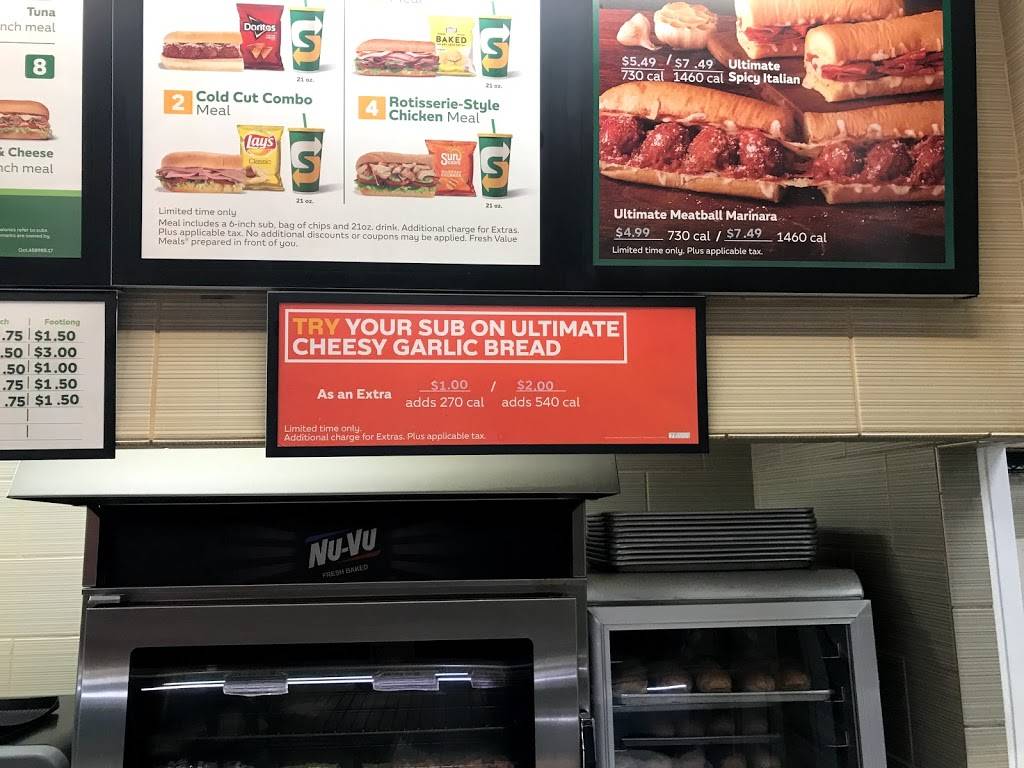 Tuna
nch meal
8
& Cheese
nch meal
Doritos
S
21 oz.
BAKED
S
21 oz.
2 Cold Cut Combo
Meal
4 Rotisserie-Style
Chicken Meal
Lay's
Classic
S
21 oz.
Sun
S
21 oz.
Limited time only
Meal includes a 6-inch sub, bag of chips and 21oz. drink. Additional charge for Extras.
Plus applicable tax. No additional discounts or coupons may be applied. Fresh Value
Meals® prepared in front of you.
$5.49 / $7.49 Ultimate
730 cal 1460 cal Spicy Italian
Ultimate Meatball Marinara
$4.99 730 cal / $7.49 1460 cal
Limited time only. Plus applicable tax.
ch Footlong
.75 $1.50
.50 $3.00
.50 $1.00
.75 $1.50
.75 $1.50
TRY YOUR SUB ON ULTIMATE
CHEESY GARLIC BREAD
As an Extra $1.00 / $2.00
adds 270 cal adds 540 cal
Limited time only.
Additional charge for Extras. Plus applicable tax.
NU-VU
FRESH BAKED